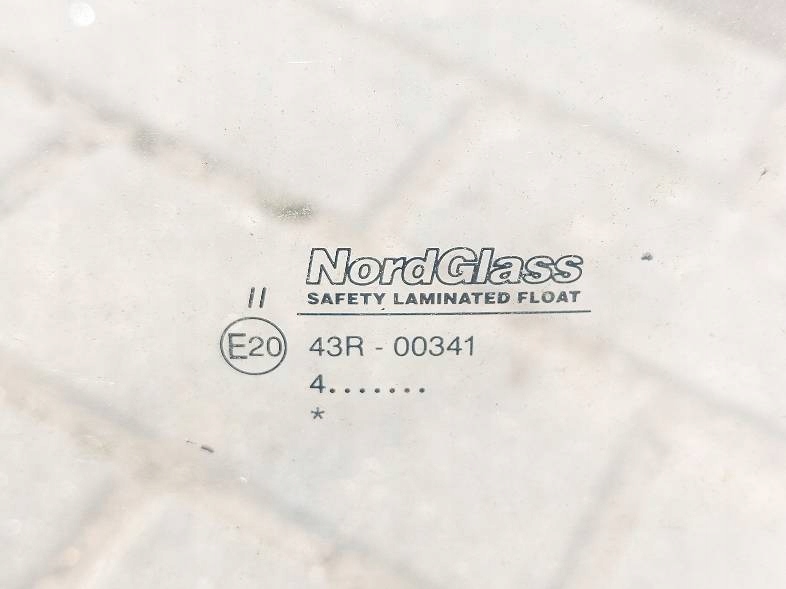 NordGlass
SAFETY LAMINATED FLOAT
II
E20 43R - 00341
4.......
*